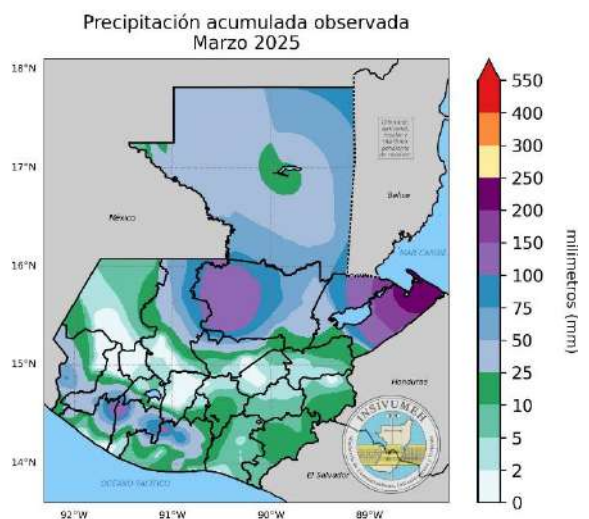 Precipitación acumulada observada
Marzo 2025
18°N
17°N
16°N
15°N
14°N
92°W
91°W
90°W
89°W
México
Belice
MAR CARIBE
Honduras
El Salvador
OCÉANO PACÍFICO
INSIVUMEH
550
400
300
250
200
150
100
75
50
25
10
5
2
0
milímetros (mm)